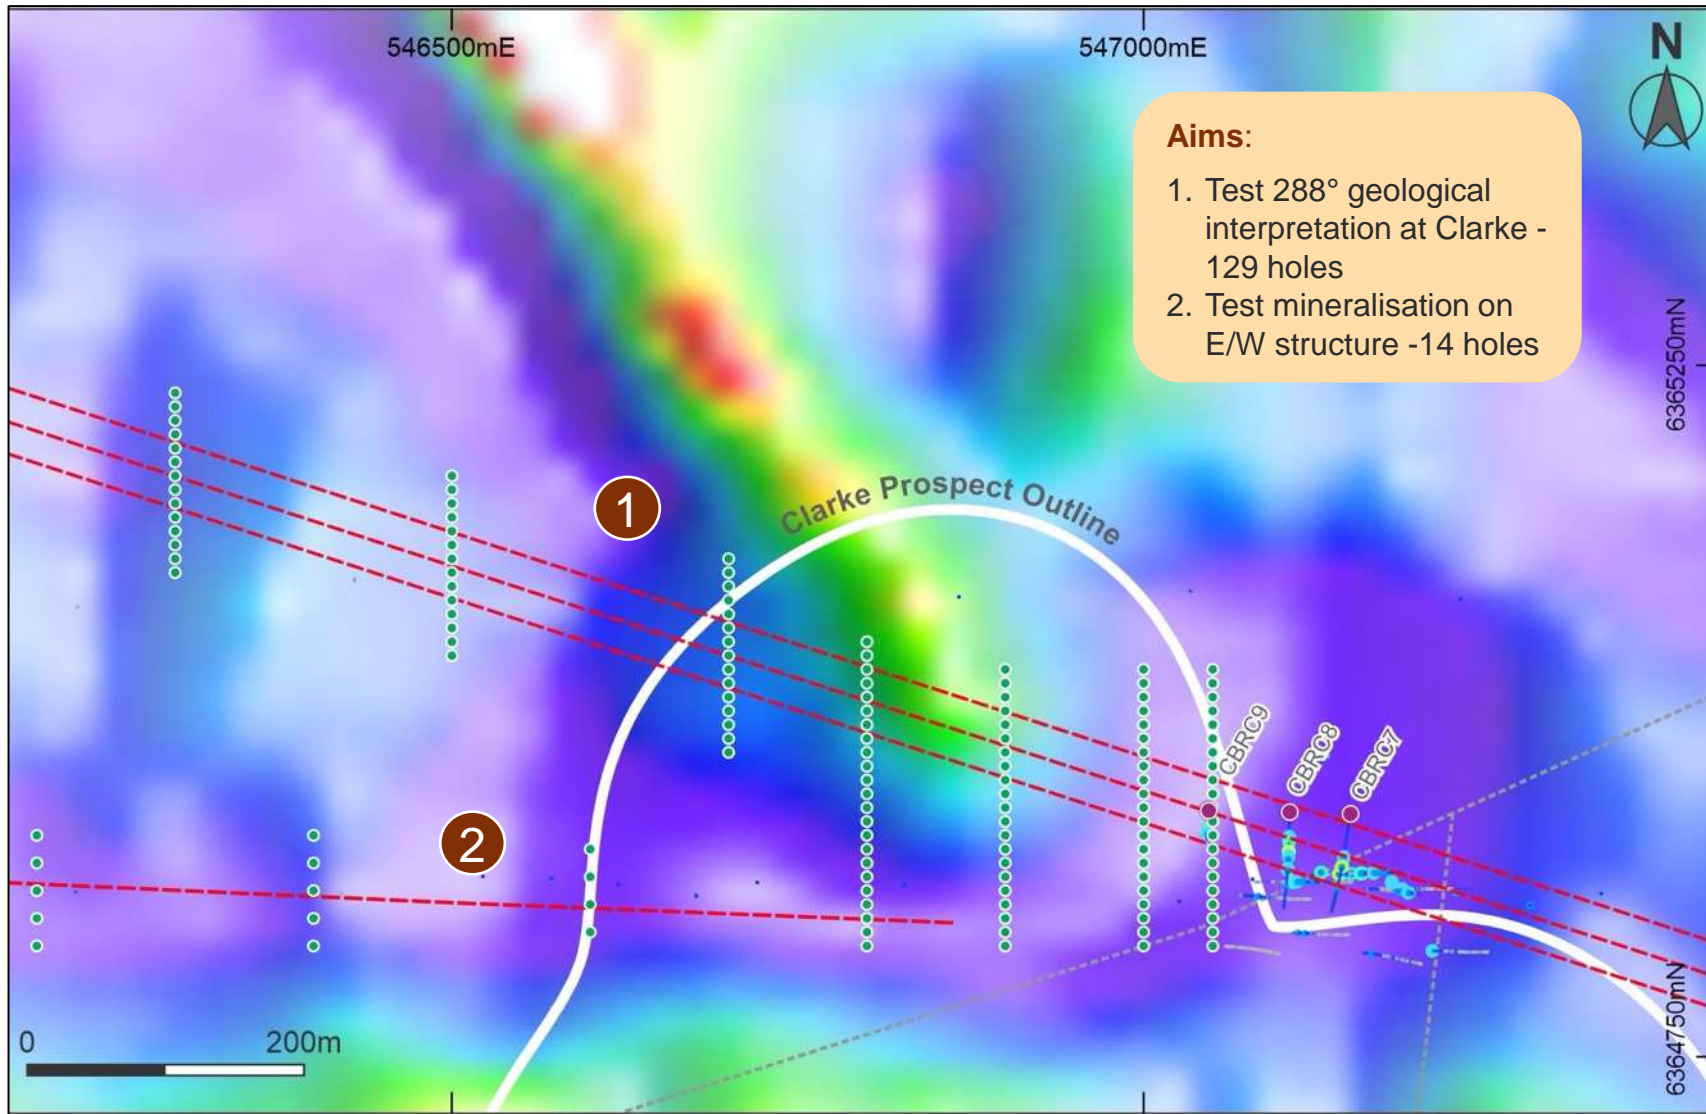 546500mE
547000mE
N
Aims:
1. Test 288° geological
interpretation at Clarke -
129 holes
2. Test mineralisation on
E/W structure -14 holes
6365250mN
1
Clarke Prospect Outline
CBRC9
CBRC8
CBRC7
2
0 200m
6364750mN